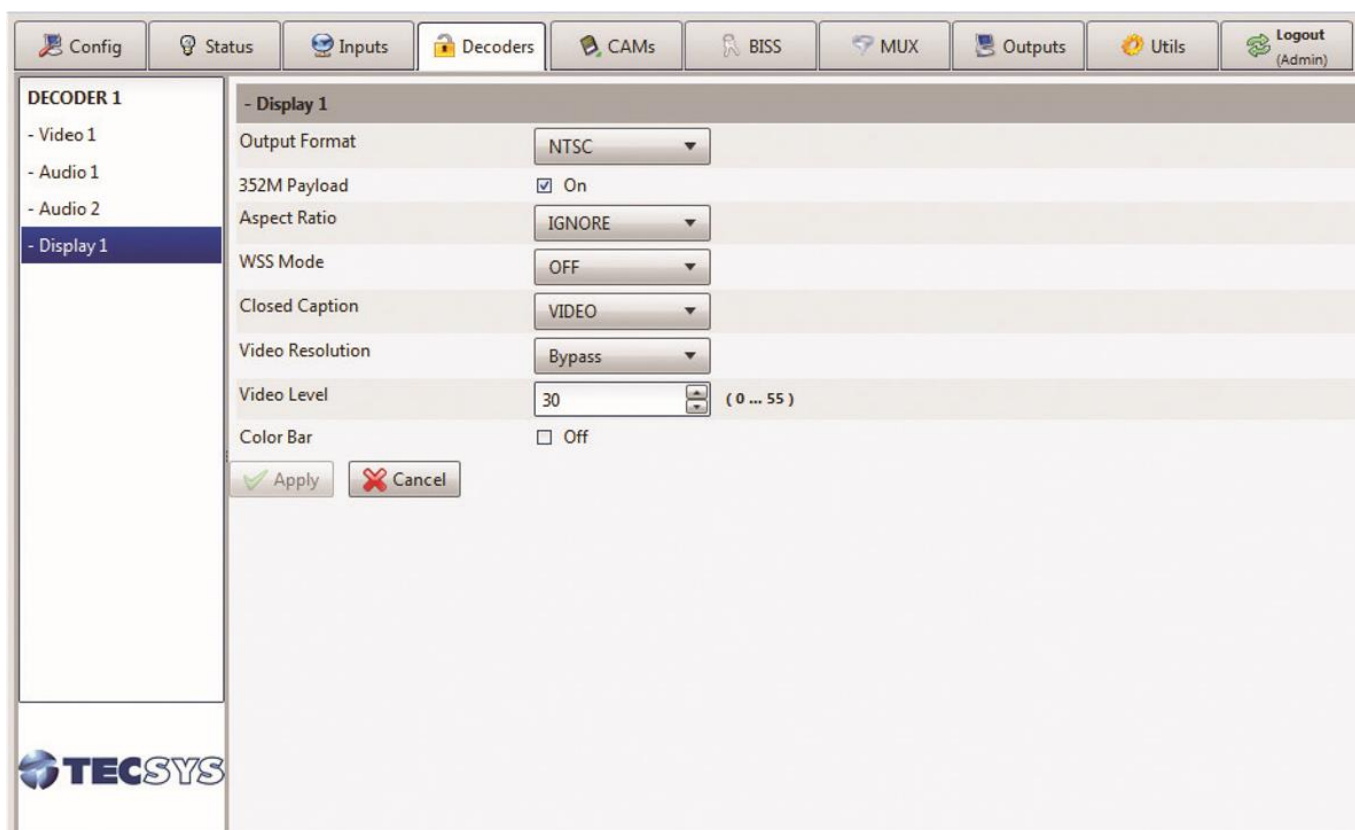 Config Status Inputs Decoders CAMs BISS MUX Outputs Utils Logout
(Admin)
DECODER 1
- Video 1
- Audio 1
- Audio 2
- Display 1
- Display 1
Output Format NTSC
352M Payload On
Aspect Ratio IGNORE
WSS Mode OFF
Closed Caption VIDEO
Video Resolution Bypass
Video Level 30 ( 0 ... 55 )
Color Bar Off
Apply Cancel
TECSYS